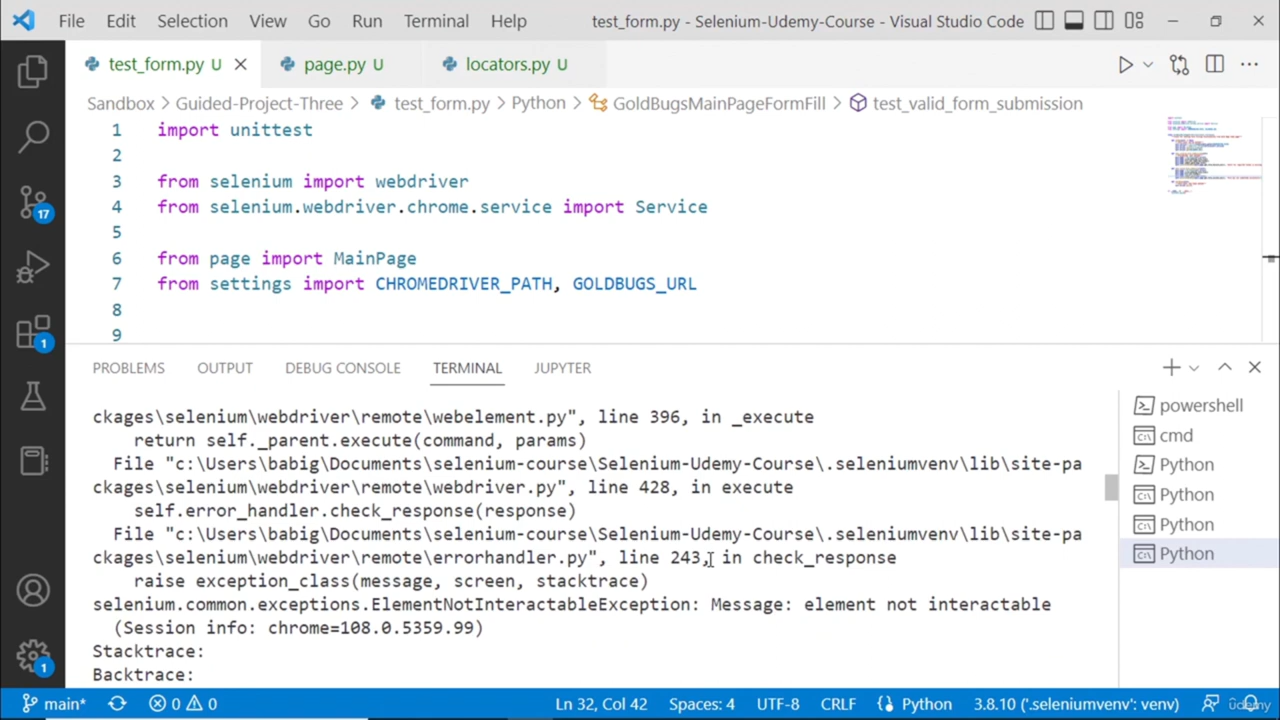 File Edit Selection View Go Run Terminal Help test_form.py - Selenium-Udemy-Course - Visual Studio Code
test_form.py U page.py U locators.py U
Sandbox > Guided-Project-Three > test_form.py > Python > GoldBugsMainPageFormFill > test_valid_form_submission
1 import unittest
2
3 from selenium import webdriver
4 from selenium.webdriver.chrome.service import Service
5
6 from page import MainPage
7 from settings import CHROMEDRIVER_PATH, GOLDBUGS_URL
8
9
17
1
1
PROBLEMS OUTPUT DEBUG CONSOLE TERMINAL JUPYTER
ckages\selenium\webdriver\remote\webelement.py", line 396, in _execute
return self._parent.execute(command, params)
File "c:\Users\babig\Documents\selenium-course\Selenium-Udemy-Course\.seleniumvenv\lib\site-pa
ckages\selenium\webdriver\remote\webdriver.py", line 428, in execute
self.error_handler.check_response(response)
File "c:\Users\babig\Documents\selenium-course\Selenium-Udemy-Course\.seleniumvenv\lib\site-pa
ckages\selenium\webdriver\remote\errorhandler.py", line 243, in check_response
raise exception_class(message, screen, stacktrace)
selenium.common.exceptions.ElementNotInteractableException: Message: element not interactable
(Session info: chrome=108.0.5359.99)
Stacktrace:
Backtrace:
powershell
cmd
Python
Python
Python
Python
main* 0 0 Ln 32, Col 42 Spaces: 4 UTF-8 CRLF Python 3.8.10 ('.seleniumvenv': venv)
udemy